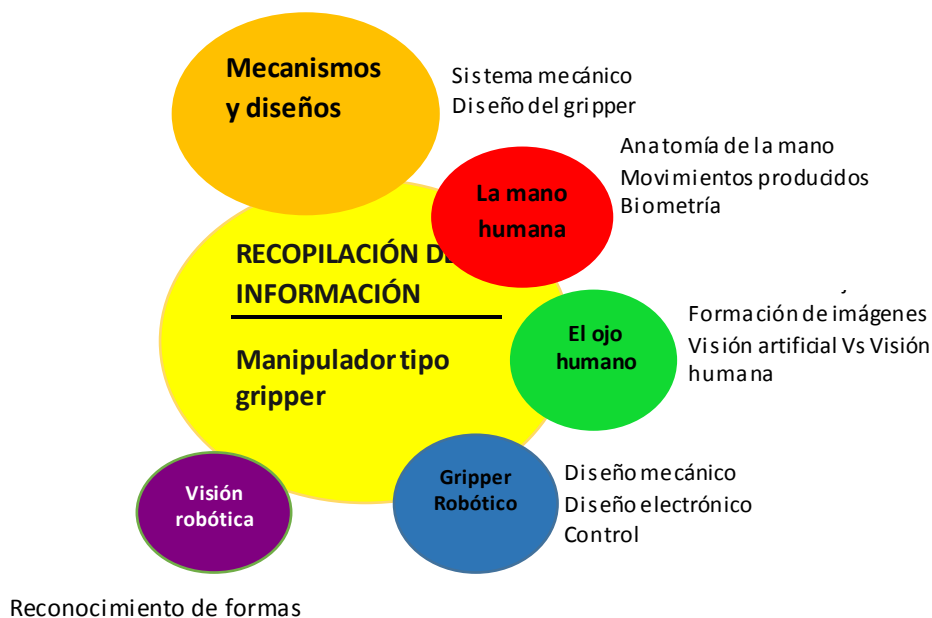 Mecanismos
y diseños
Sistema mecánico
Diseño del gripper
La mano
humana
Anatomía de la mano
Movimientos producidos
Biometría
RECOPILACIÓN DE
INFORMACIÓN
Manipulador tipo
gripper
El ojo
humano
Formación de imágenes
Visión artificial Vs Visión
humana
Gripper
Robótico
Diseño mecánico
Diseño electrónico
Control
Visión
robótica
Reconocimiento de formas